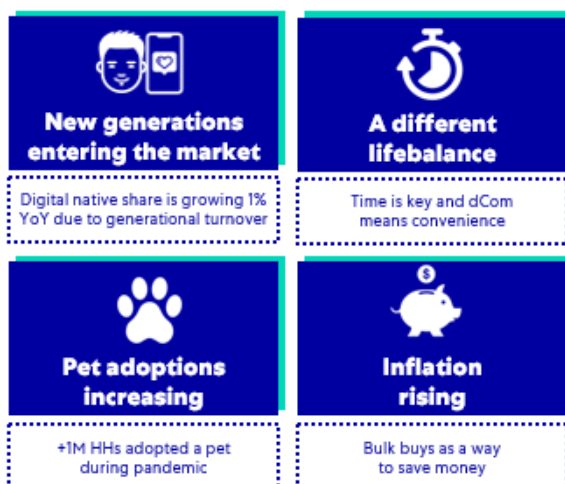 New generations
entering the market
Digital native share is growing 1%
YoY due to generational turnover
A different
lifebalance
Time is key and dCom
means convenience
Pet adoptions
increasing
+1M HHs adopted a pet
during pandemic
$
Inflation
rising
Bulk buys as a way
to save money